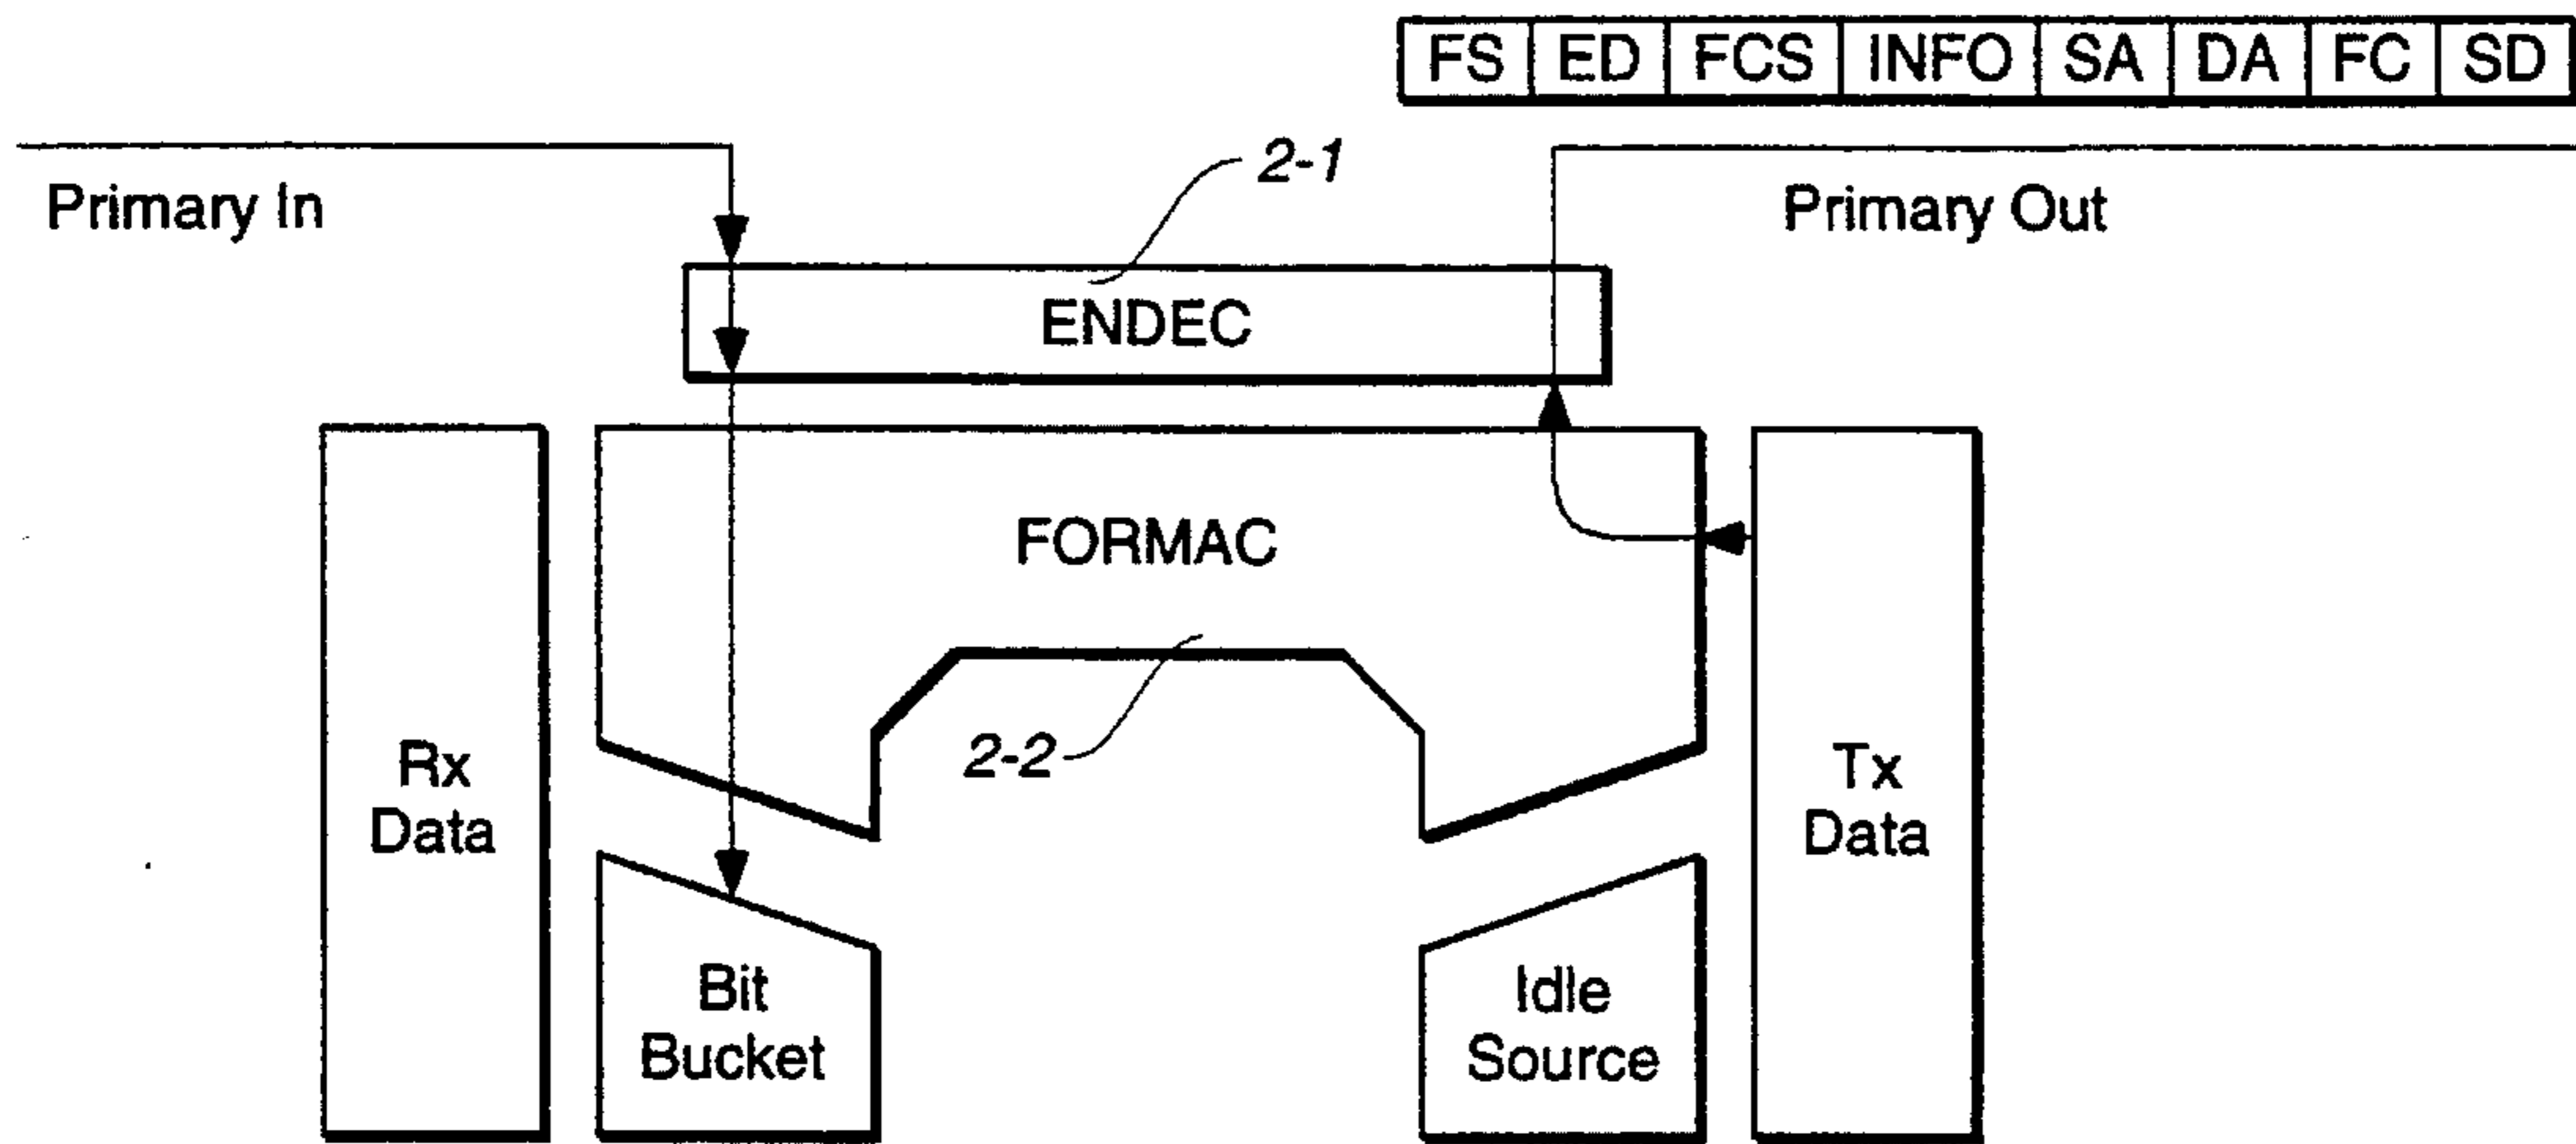 FS ED FCS INFO SA DA FC SD
2-1
Primary In
Primary Out
ENDEC
FORMAC
2-2
Rx
Data
Tx
Data
Bit
Bucket
Idle
Source